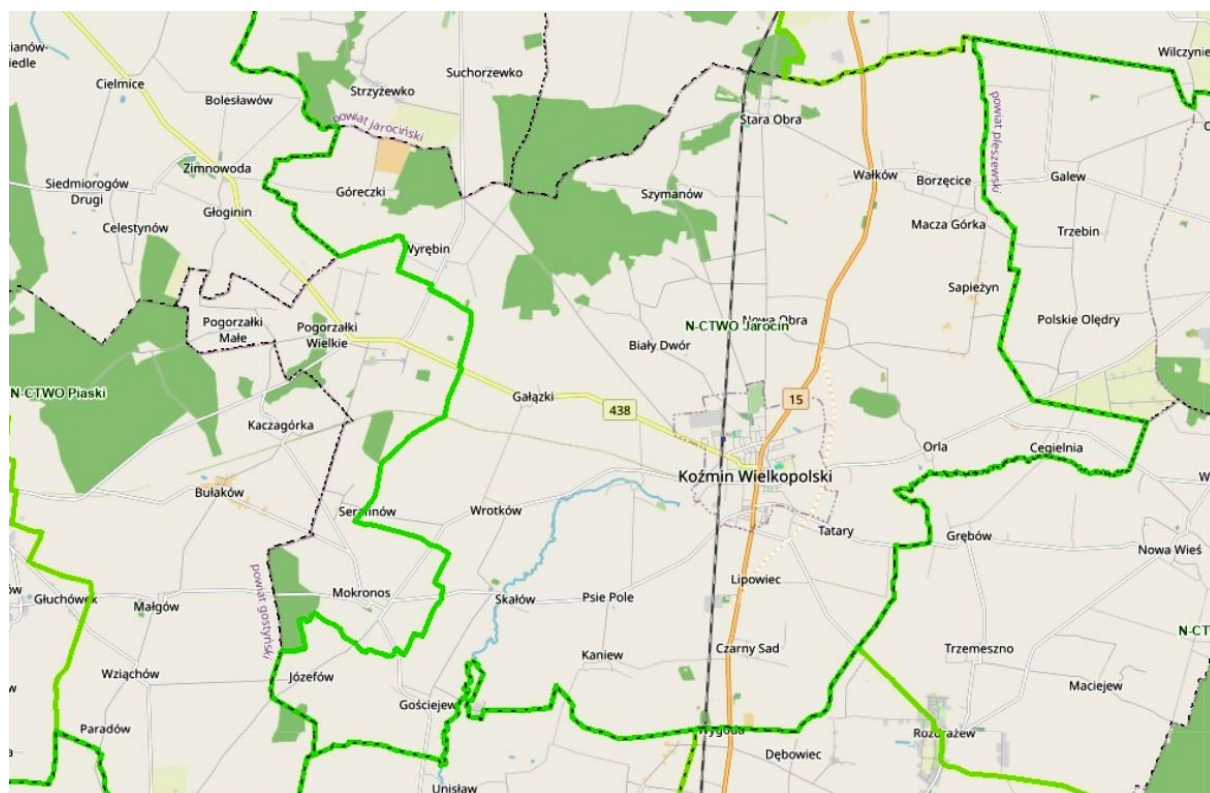 Cielmice
Suchorzewko
Wilczynie
Bolesławów
Strzyżewko
Stara Obra
powiat jarociński
powiat pleszewski
Zimnowoda
Siedmiorogów
Drugi
Góreczki
Szymanów
Wałków
Borzęcice
Galew
Głoginin
Celestynów
Macza Górka
Trzebin
Wyrębin
Sapieżyn
Pogorzałki
Małe
Pogorzałki
Wielkie
Nowa Obra
N-CTWO Jarocin
Polskie Olędry
Biały Dwór
N-CTWO Piaski
Gałązki
438
15
Kaczagórka
Orla
Cegielnia
Koźmin Wielkopolski
Bułaków
Serafinów
Wrotków
Tatary
Grębów
Nowa Wieś
Lipowiec
powiat gostyński
Głuchówek
Małgów
Mokronos
Skałów
Psie Pole
N-CTW
Kaniew
Czarny Sad
Trzemeszno
Wziąchów
Józefów
Maciejew
Gościejew
Paradów
Wygoda
Rozdrażew
Dębowiec
Unisław